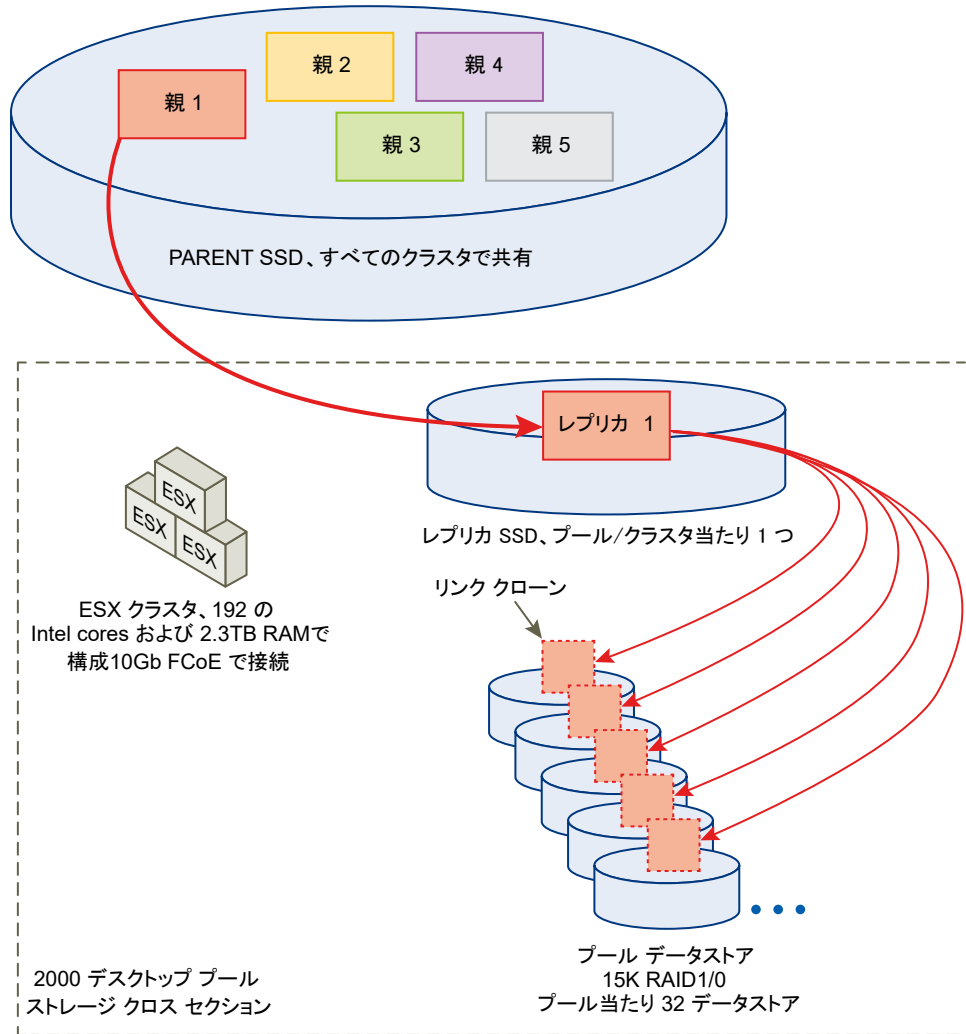 親 1
親 2
親 4
親 3
親 5
PARENT SSD、すべてのクラスタで共有
レプリカ 1
レプリカ SSD、プール/クラスタ当たり 1 つ
ESX
ESX
ESX
ESX クラスタ、192 の
Intel cores および 2.3TB RAMで
構成10Gb FCoE で接続
リンク クローン
プール データストア
15K RAID1/0
プール当たり 32 データストア
2000 デスクトップ プール
ストレージ クロス セクション